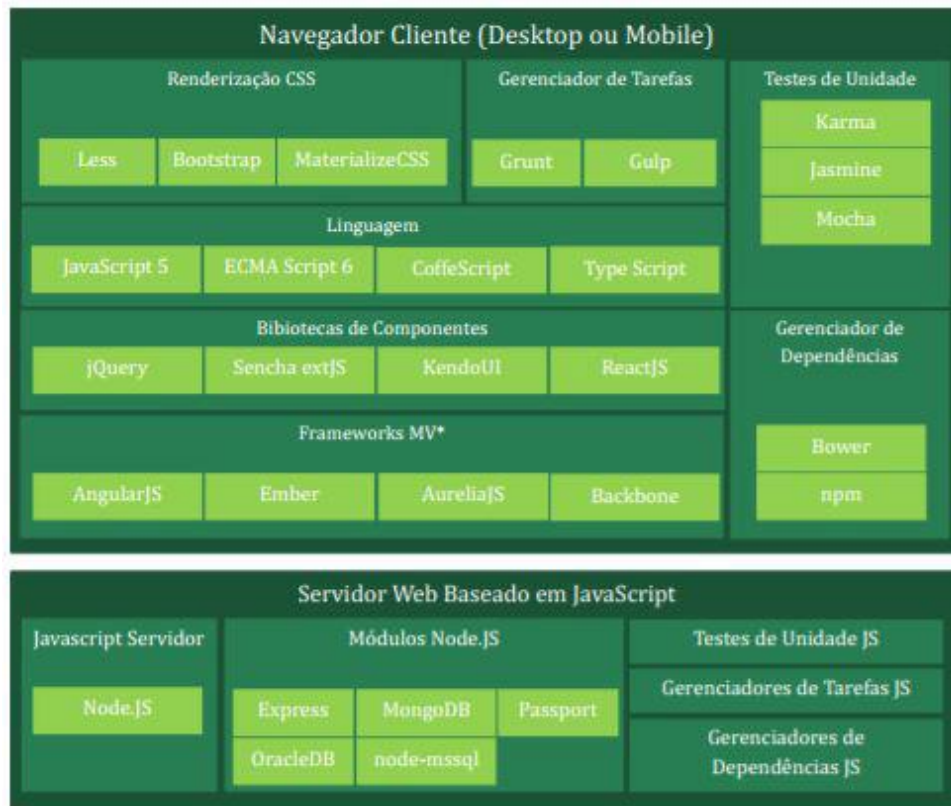 Navegador Cliente (Desktop ou Mobile)
Renderização CSS
Less
Bootstrap
MaterializeCSS
Gerenciador de Tarefas
Grunt
Gulp
Testes de Unidade
Karma
Jasmine
Mocha
Linguagem
JavaScript 5
ECMA Script 6
CoffeScript
Type Script
Bibiotecas de Componentes
jQuery
Sencha extJS
KendoUI
ReactJS
Gerenciador de
Dependências
Bower
npm
Frameworks MV*
AngularJS
Ember
AureliaJS
Backbone
Servidor Web Baseado em JavaScript
Javascript Servidor
Node.JS
Módulos Node.JS
Express
MongoDB
Passport
OracleDB
node-mssql
Testes de Unidade JS
Gerenciadores de Tarefas JS
Gerenciadores de
Dependências JS